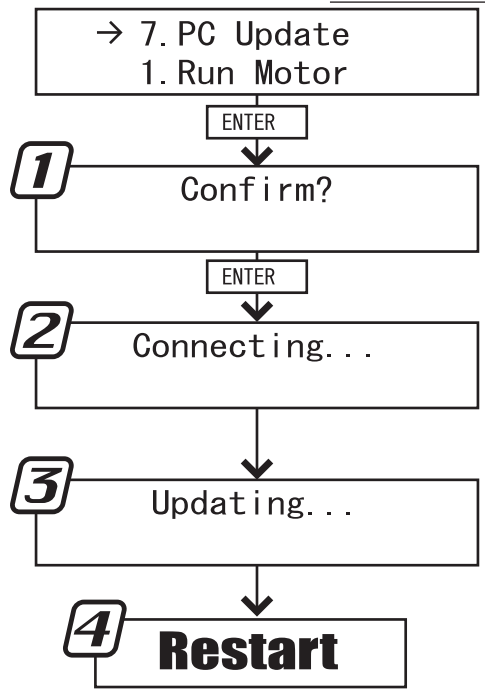 → 7.PC Update
1.Run Motor
ENTER
1
Confirm?
ENTER
2
Connecting...
3
Updating...
4
Restart